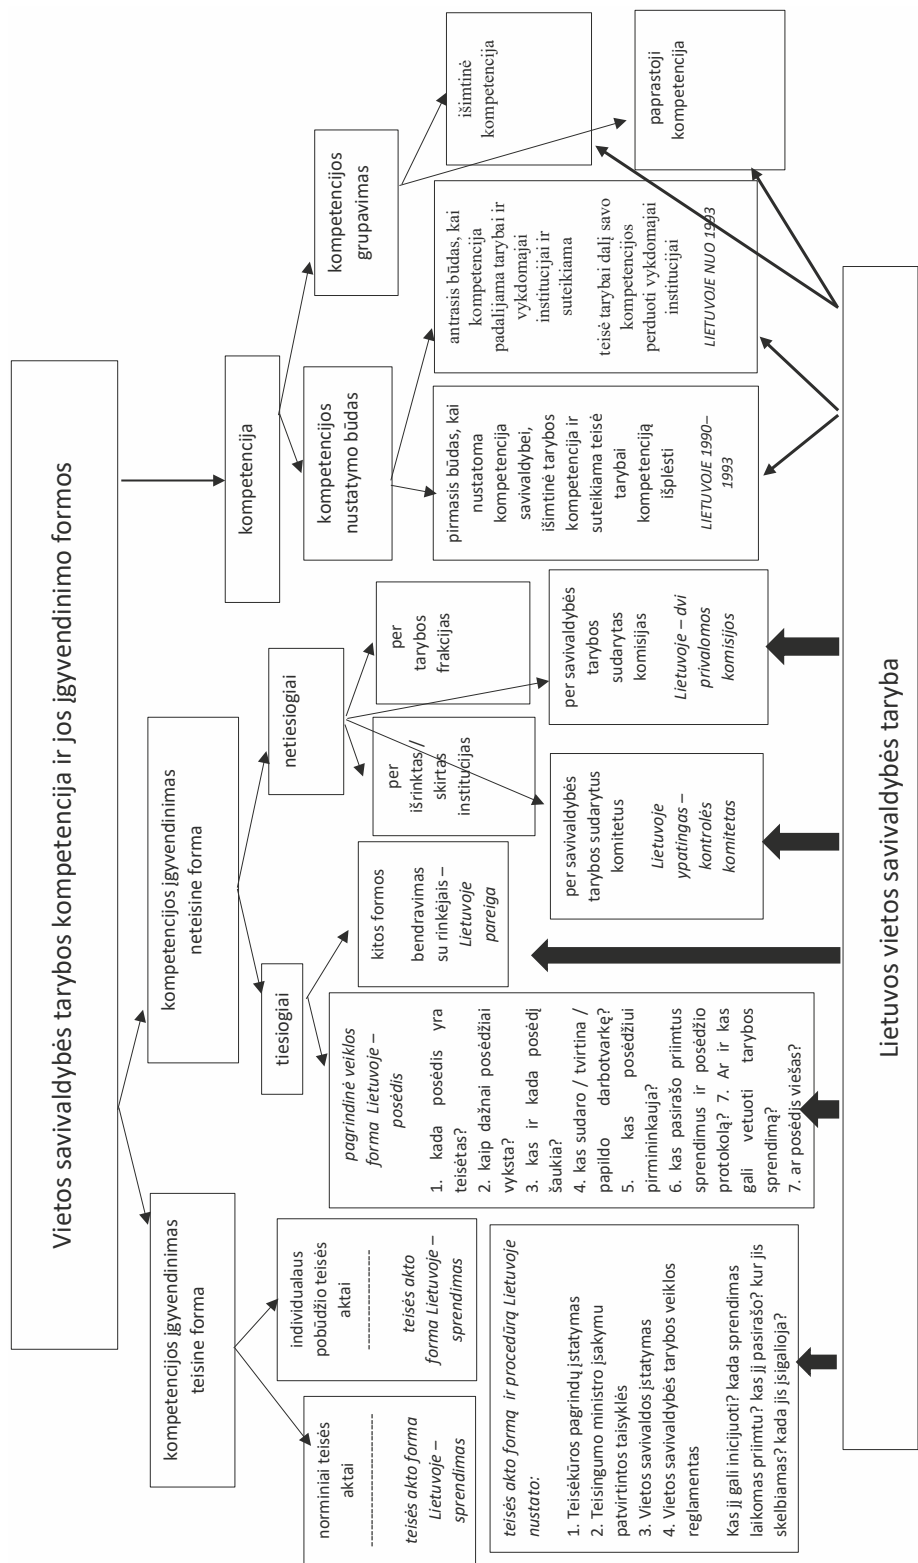 Vietos savivaldybės tarybos kompetencija ir jos įgyvendinimo formos
kompetencijos įgyvendinimas
teisine forma
kompetencijos įgyvendinimas
neteisine forma
kompetencija
norminiai teisės
aktai
----------------------
teisės akto forma
Lietuvoje –
sprendimas
individualaus
pobūdžio teisės
aktai
----------------------
teisės akto
forma Lietuvoje –
sprendimas
teisės akto formą ir procedūrą Lietuvoje
nustato:
1. Teisėkūros pagrindų įstatymas
2. Teisingumo ministro įsakymu
patvirtintos taisyklės
3. Vietos savivaldos įstatymas
4. Vietos savivaldybės tarybos veiklos
reglamentas
Kas jį gali inicijuoti? kada sprendimas
laikomas priimtu? kas jį pasirašo? kur jis
skelbiamas? kada jis įsigalioja?
tiesiogiai
netiesiogiai
pagrindinė veiklos
forma Lietuvoje –
posėdis
1. kada posėdis yra
teisėtas?
2. kaip dažnai posėdžiai
vyksta?
3. kas ir kada posėdį
šaukia?
4. kas sudaro / tvirtina /
papildo darbotvarkę?
5. kas posėdžiui
pirmininkauja?
6. kas pasirašo priimtus
sprendimus ir posėdžio
protokolą? 7. Ar ir kas
gali vetuoti tarybos
sprendimą?
7. ar posėdis viešas?
kitos formos
bendravimas
su rinkėjais –
Lietuvoje
pareiga
per
išrinktas /
skirtas
institucijas
per
tarybos
frakcijas
per savivaldybės
tarybos sudarytus
komitetus
Lietuvoje
ypatingas –
kontrolės
komitetas
per savivaldybės
tarybos
sudarytas
komisijas
Lietuvoje – dvi
privalomos
komisijos
kompetencijos
nustatymo būdas
kompetencijos
grupavimas
pirmasis būdas, kai
nustatoma
kompetencija
savivaldybei,
išimtinė tarybos
kompetencija ir
suteikiama teisė
tarybai
kompetenciją
išplėsti
LIETUVOJE 1990–
1993
antrasis būdas, kai
kompetencija
padalijama tarybai ir
vykdomajai
institucijai ir
suteikiama
teisė tarybai dalį savo
kompetencijos
perduoti vykdomajai
institucijai
LIETUVOJE NUO 1993
išimtinė
kompetencija
paprastoji
kompetencija
Lietuvos vietos savivaldybės taryba